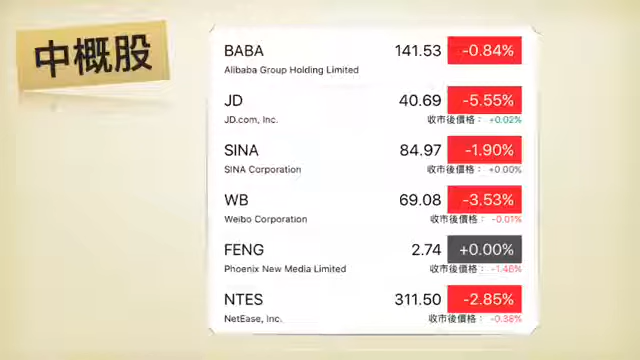 中概股
BABA 141.53 -0.84%
Alibaba Group Holding Limited
JD 40.69 -5.55%
JD.com, Inc. 收市後價格： +0.02%
SINA 84.97 -1.90%
SINA Corporation 收市後價格： +0.00%
WB 69.08 -3.53%
Weibo Corporation 收市後價格： -0.01%
FENG 2.74 +0.00%
Phoenix New Media Limited 收市後價格： -1.46%
NTES 311.50 -2.85%
NetEase, Inc. 收市後價格： -0.38%